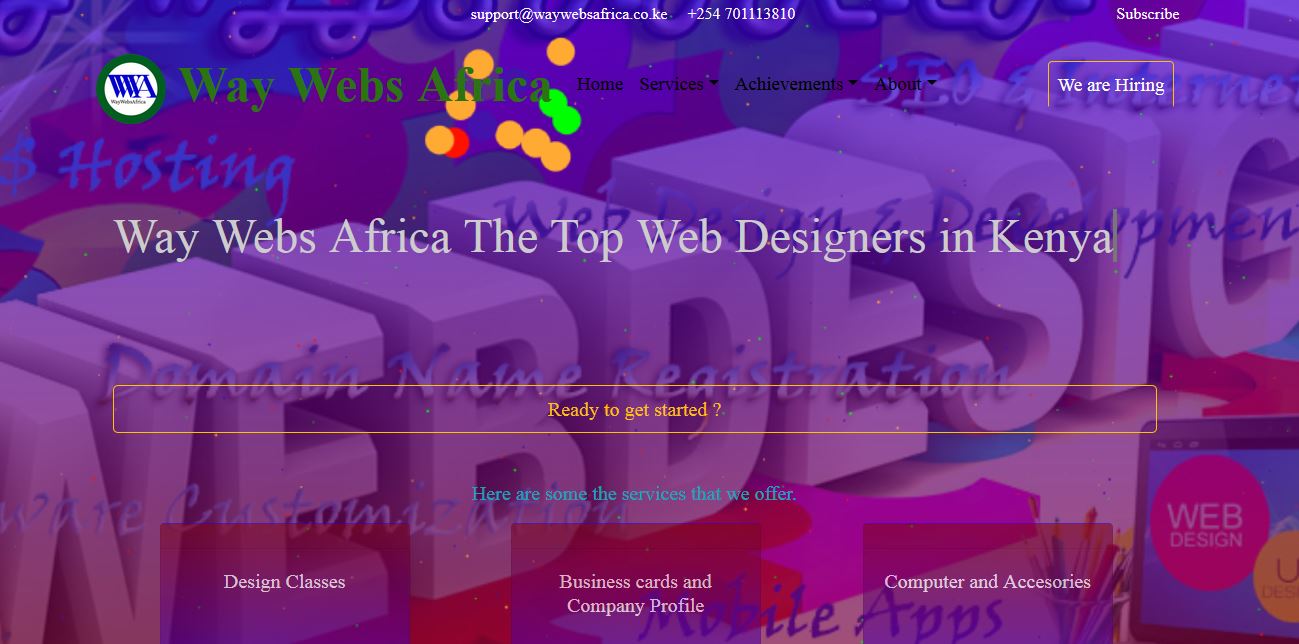 support@waywebsafrica.co.ke +254 701113810 Subscribe
WWA
WayWebsAfrica
Way Webs Africa
Home Services Achievements About We are Hiring
SEO & Internet
$ Hosting
Web Design & Development
Way Webs Africa The Top Web Designers in Kenya
WEBDESIG
Domain Name Registration
Ready to get started ?
Here are some the services that we offer.
ware Customization
WEB
DESIGN
Design Classes
Business cards and
Company Profile
Computer and Accesories
Mobile Apps